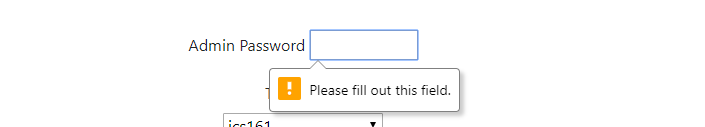 Admin Password
Please fill out this field.
ics161